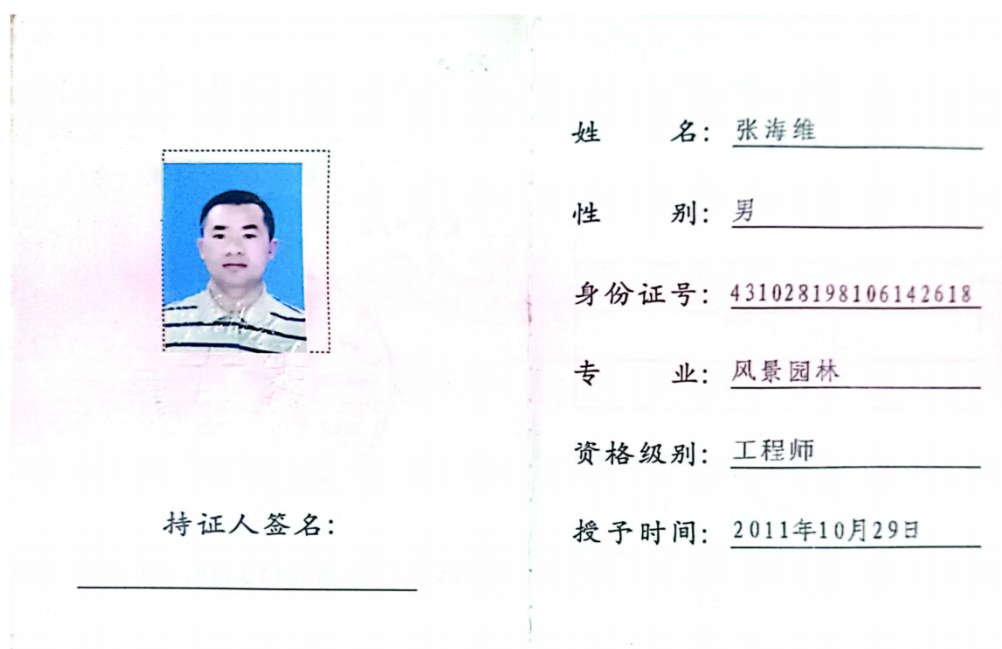 持证人签名:
姓 名: 张海维
性 别: 男
身份证号: 431028198106142618
专 业: 风景园林
资格级别: 工程师
授予时间: 2011年10月29日